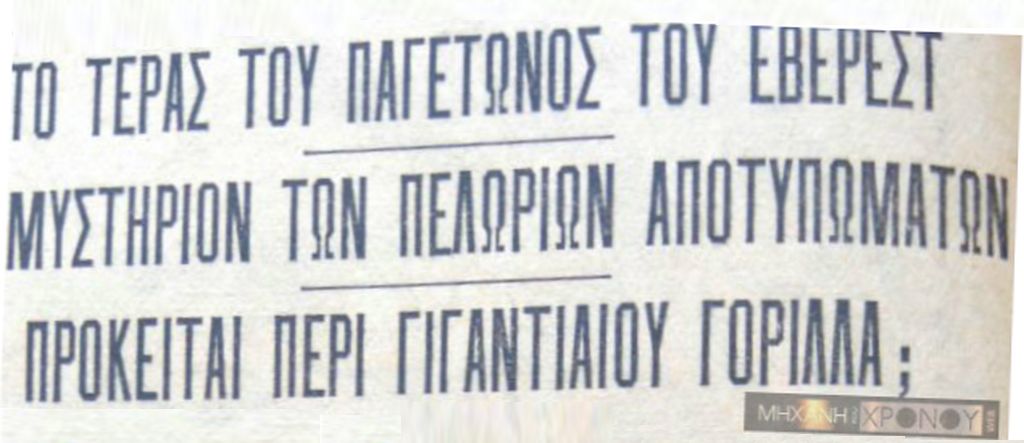 ΤΟ ΤΕΡΑΣ ΤΟΥ ΠΑΓΕΤΩΝΟΣ ΤΟΥ ΕΒΕΡΕΣΤ
ΜΥΣΤΗΡΙΟΝ ΤΩΝ ΠΕΛΩΡΙΩΝ ΑΠΟΤΥΠΩΜΑΤΩΝ
ΠΡΟΚΕΙΤΑΙ ΠΕΡΙ ΓΙΓΑΝΤΙΑΙΟΥ ΓΟΡΙΛΛΑ;
ΜΗΧΑΝΗ ΧΡΟΝΟΥ